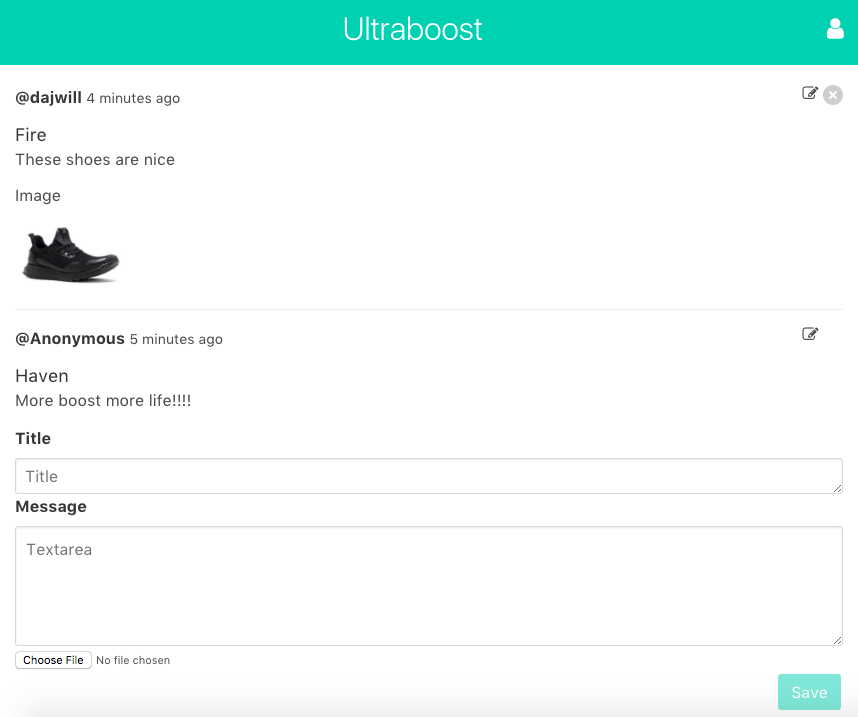 Ultraboost
@dajwill 4 minutes ago
Fire
These shoes are nice
Image
@Anonymous 5 minutes ago
Haven
More boost more life!!!!
Title
Title
Message
Textarea
Choose File No file chosen
Save